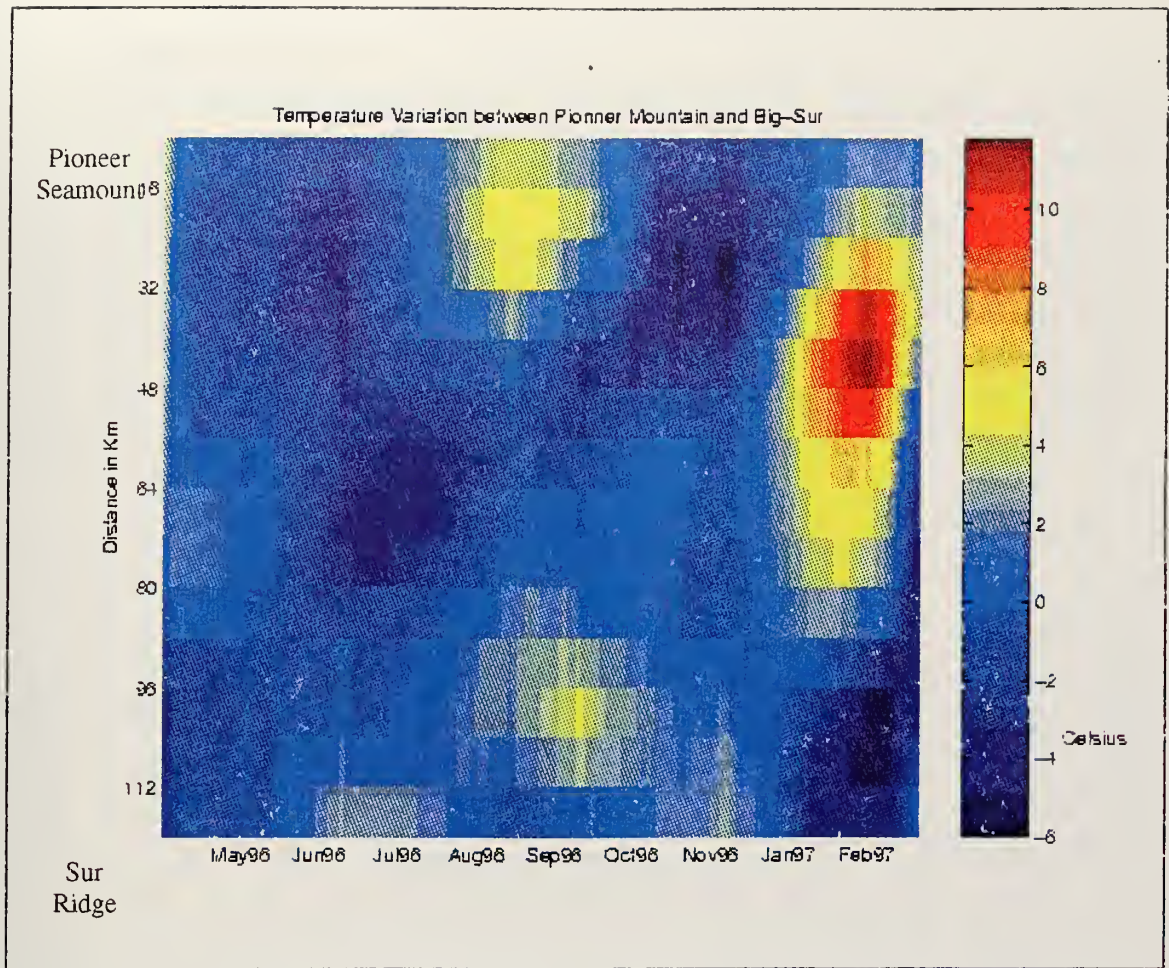 Temperature Variation between Pionner Mountain and Big-Sur
Pioneer
Seamount
16
32
48
64
80
96
112
Distance in Km
10
8
6
4
2
0
-2
-4
-6
Celsius
May96 Jun96 Jul96 Aug96 Sep96 Oct96 Nov96 Jan97 Feb97
Sur
Ridge